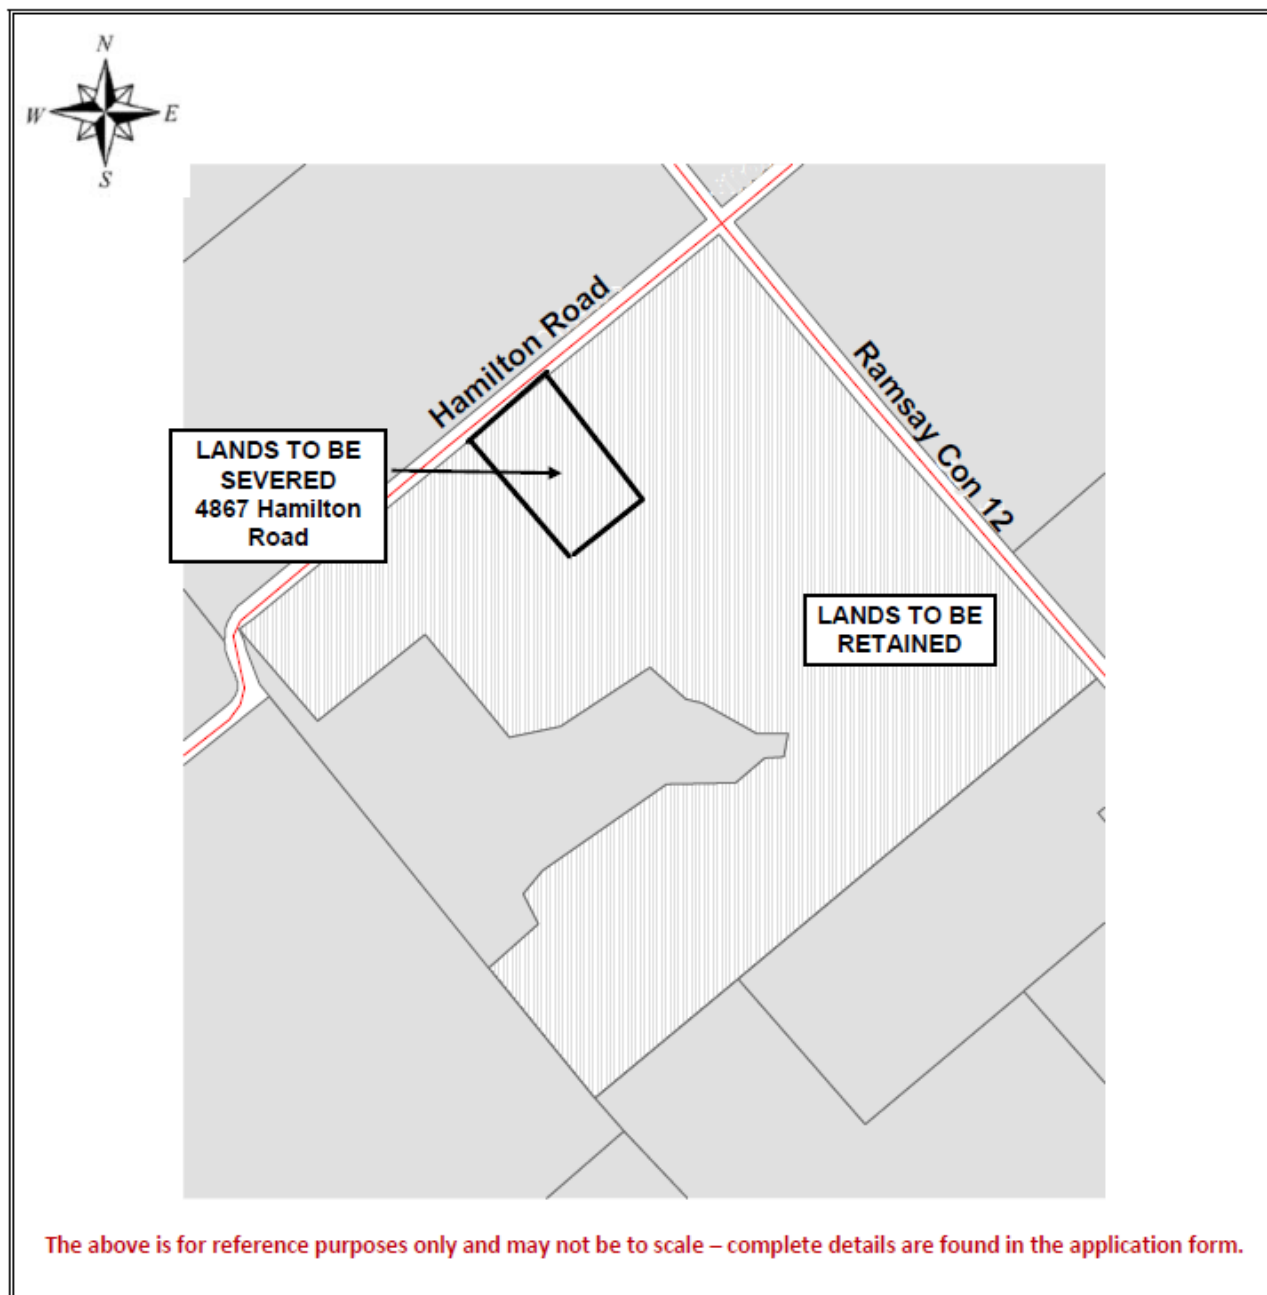 N
W E
S
Hamilton Road
Ramsay Con 12
LANDS TO BE
SEVERED
4867 Hamilton
Road
LANDS TO BE
RETAINED
The above is for reference purposes only and may not be to scale – complete details are found in the application form.